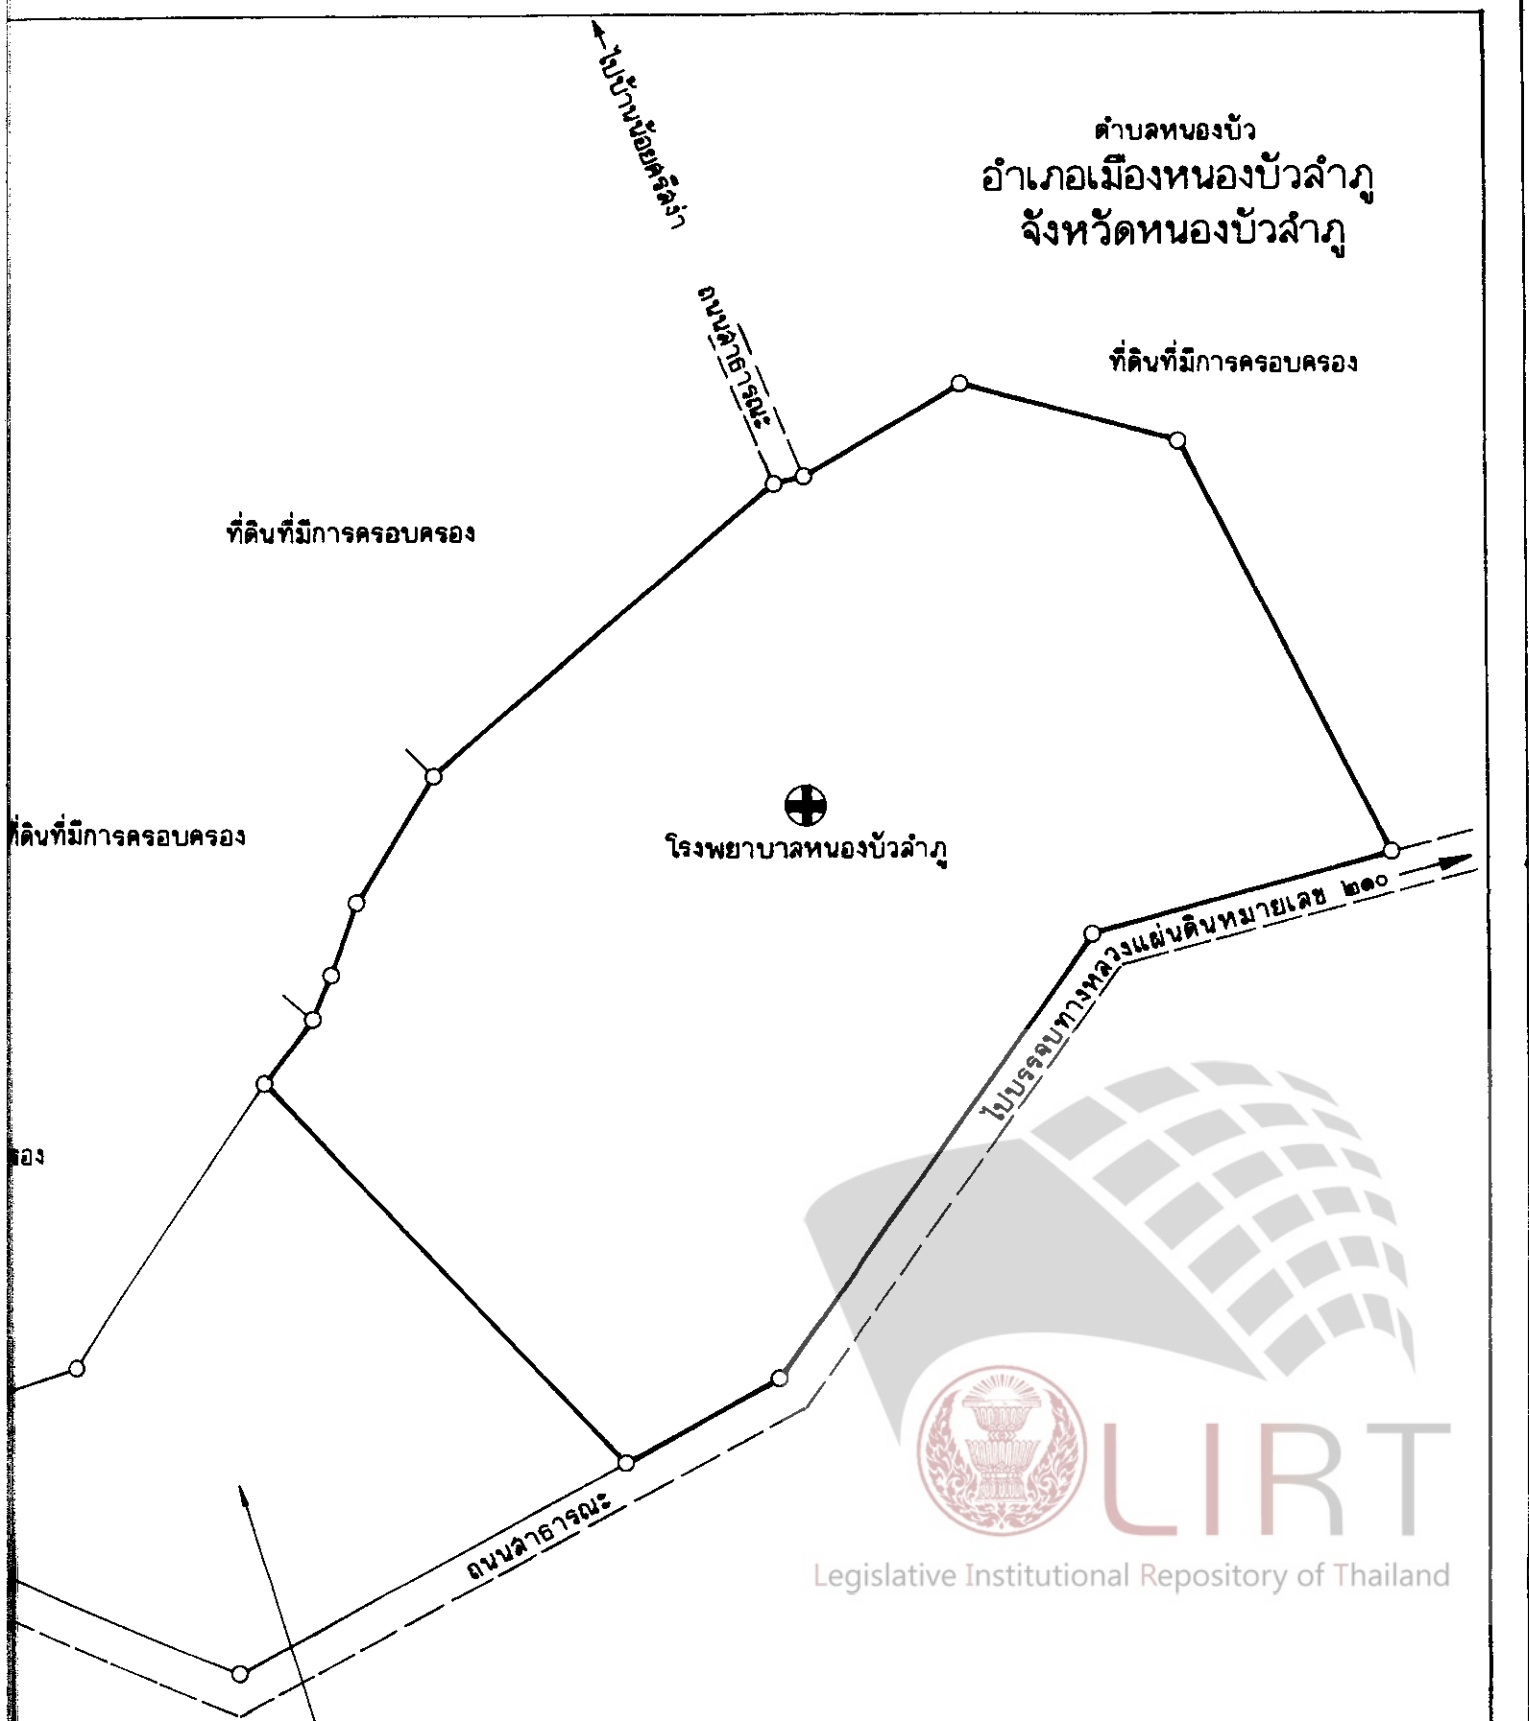 ไปบ้านน้อยศรีสง่า
ตำบลหนองบัว
อำเภอเมืองหนองบัวลำภู
จังหวัดหนองบัวลำภู
ถนนสาธารณะ
ที่ดินที่มีการครอบครอง
ที่ดินที่มีการครอบครอง
ที่ดินที่มีการครอบครอง
โรงพยาบาลหนองบัวลำภู
ไปบรรจบทางหลวงแผ่นดินหมายเลข ๒๑๐
รอง
ถนนสาธารณะ
LIRT
Legislative Institutional Repository of Thailand